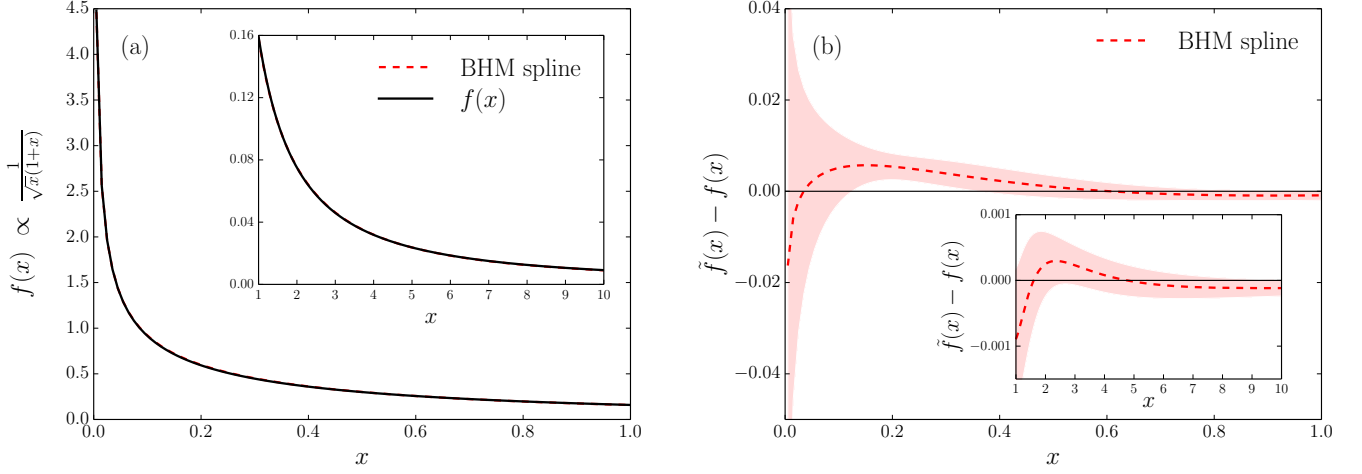 (a)
f(x) ∝ 1/√x(1+x)
4.5
4.0
3.5
3.0
2.5
2.0
1.5
1.0
0.5
0.0
0.0 0.2 0.4 0.6 0.8 1.0
x
BHM spline
f(x)
0.16
0.12
0.08
0.04
0.00
1 2 3 4 5 6 7 8 9 10
x
(b)
BHM spline
f̃(x) − f(x)
0.04
0.02
0.00
−0.02
−0.04
0.0 0.2 0.4 0.6 0.8 1.0
x
f̃(x) − f(x)
0.001
0.000
−0.001
1 2 3 4 5 6 7 8 9 10
x